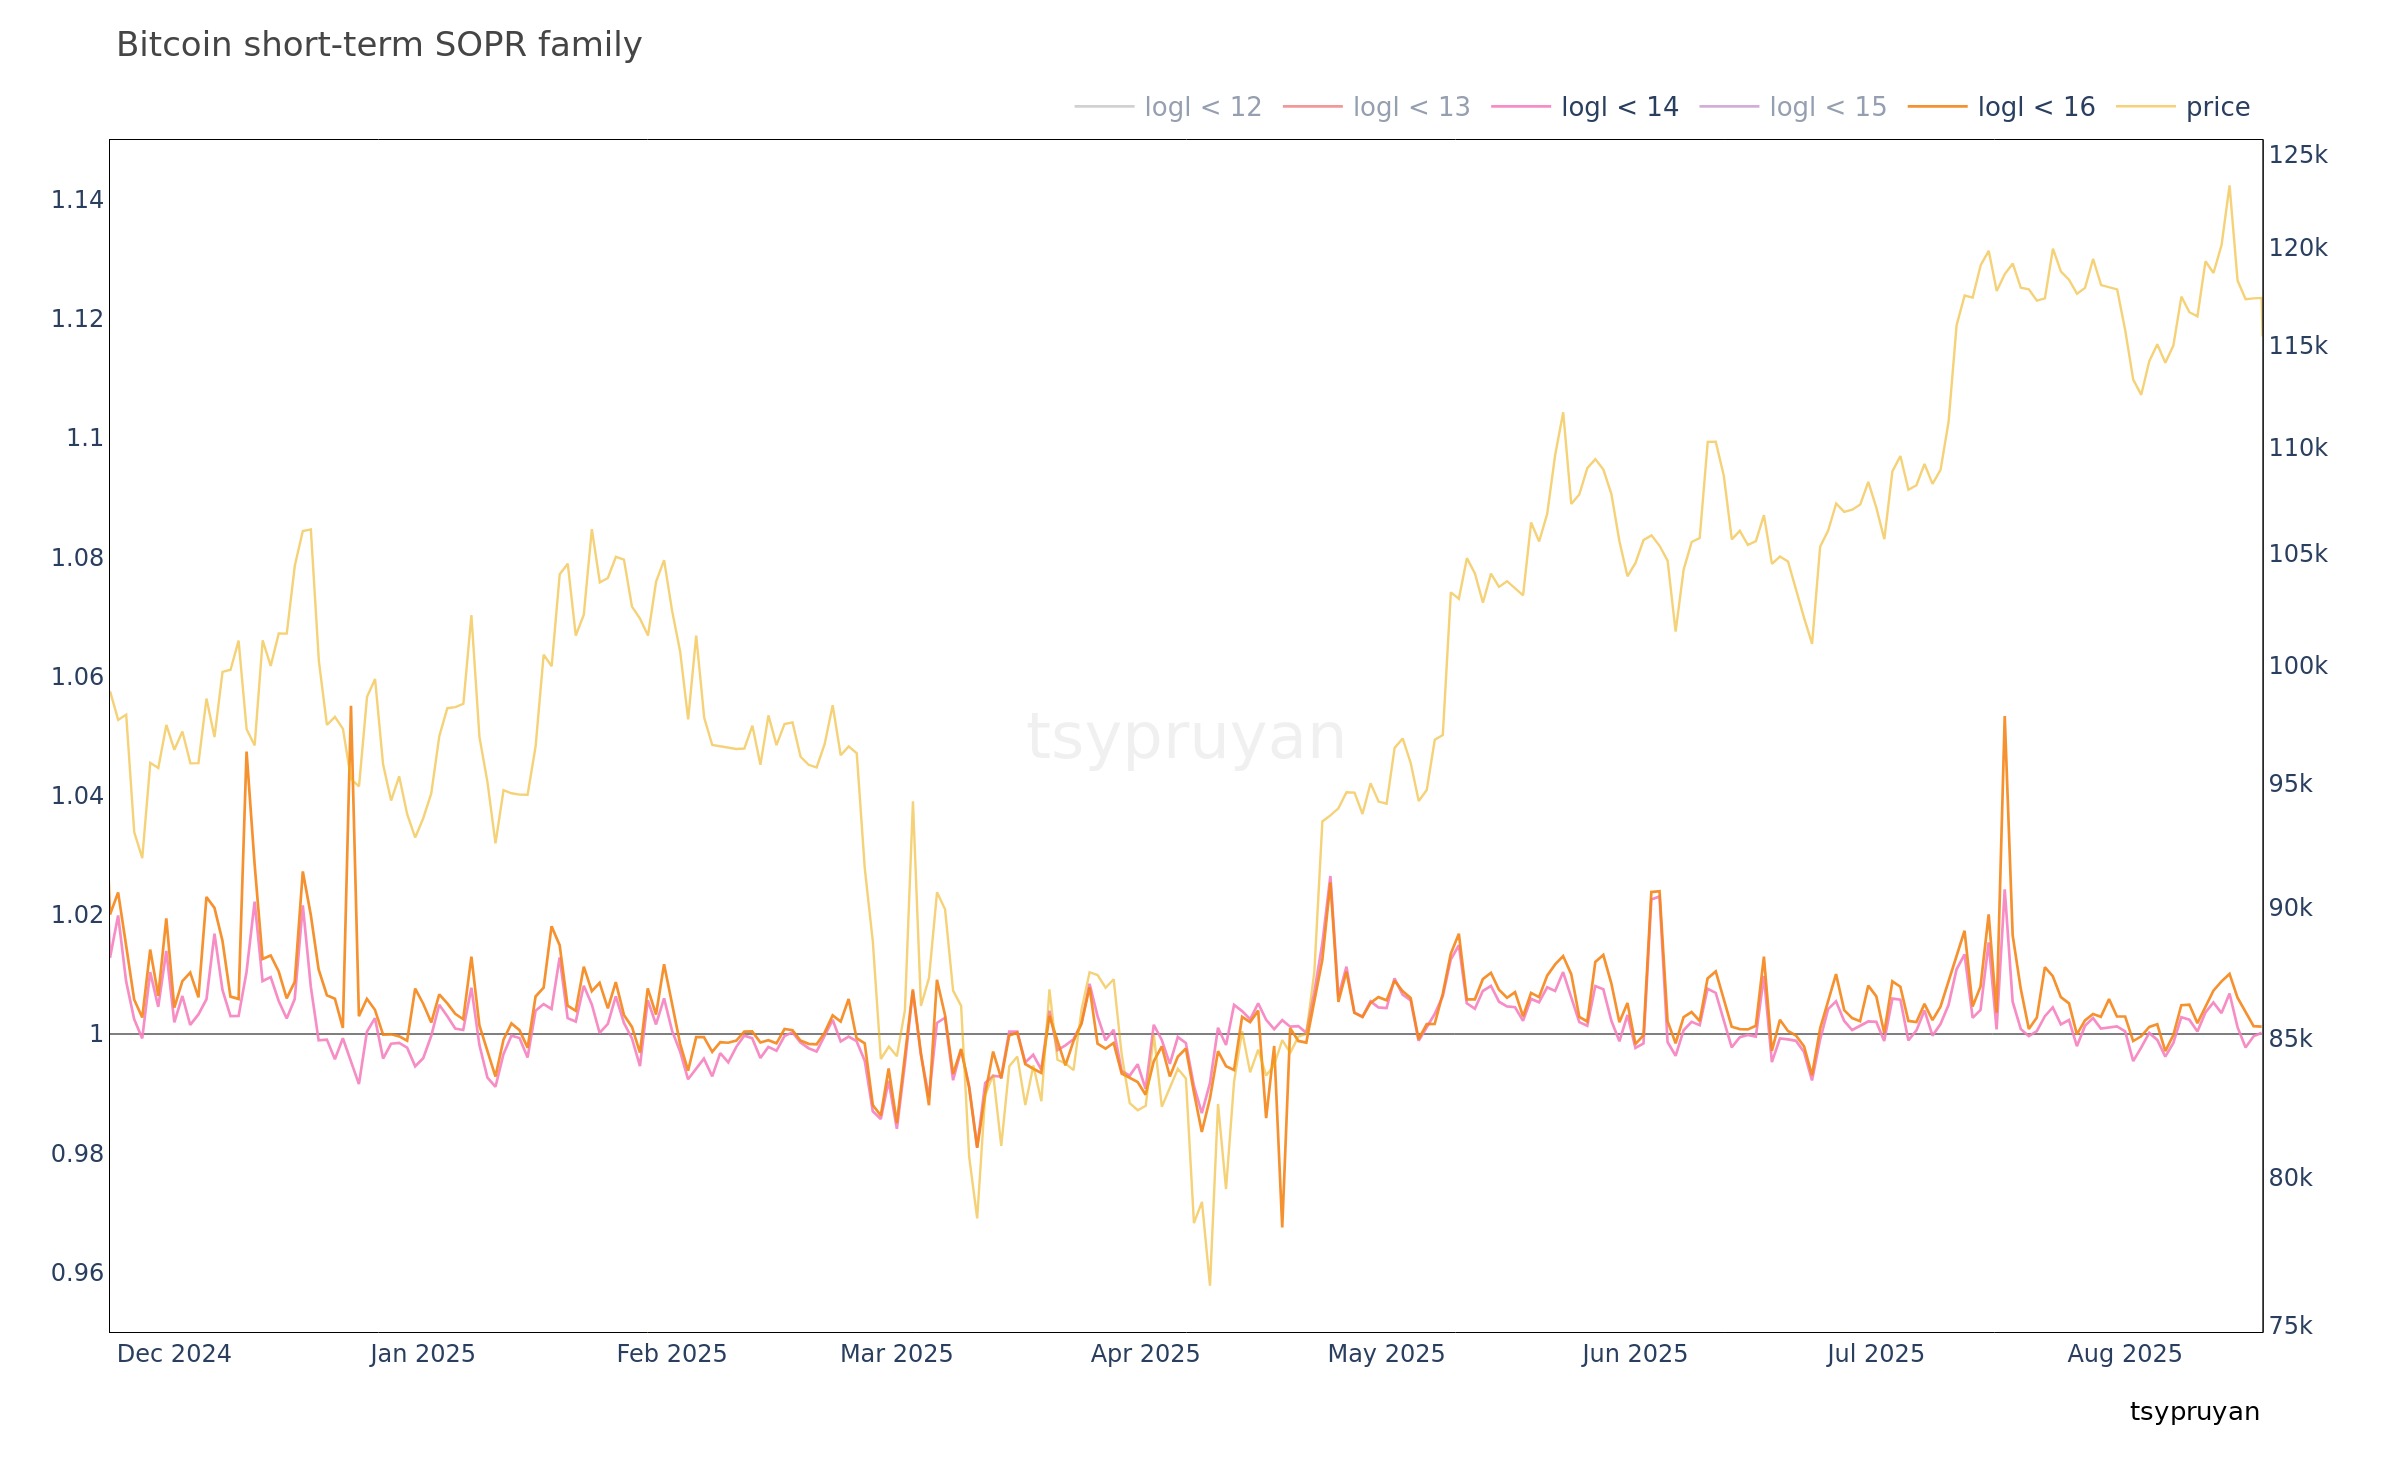 Bitcoin short-term SOPR family
logl < 12 logl < 13 logl < 14 logl < 15 logl < 16 price
1.14
1.12
1.1
1.08
1.06
1.04
1.02
1
0.98
0.96
125k
120k
115k
110k
105k
100k
95k
90k
85k
80k
75k
tsypruyan
Dec 2024 Jan 2025 Feb 2025 Mar 2025 Apr 2025 May 2025 Jun 2025 Jul 2025 Aug 2025
tsypruyan